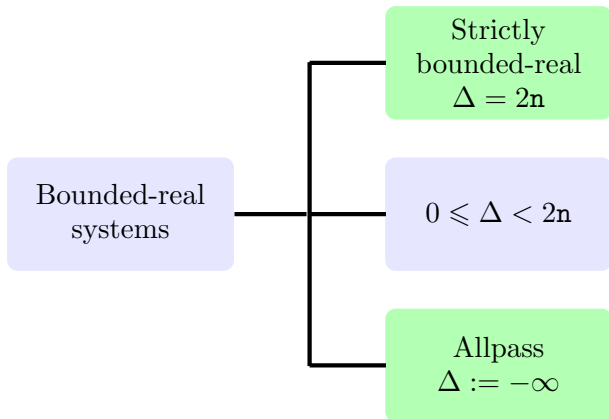 Strictly
bounded-real
Δ = 2n
Bounded-real
systems
0 ⩽ Δ < 2n
Allpass
Δ := −∞